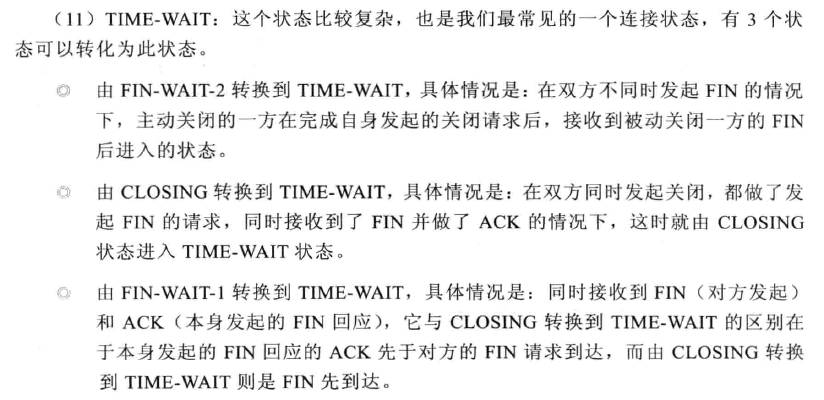 （11）TIME-WAIT：这个状态比较复杂，也是我们最常见的一个连接状态，有 3 个状
态可以转化为此状态。
◎ 由 FIN-WAIT-2 转换到 TIME-WAIT，具体情况是：在双方不同时发起 FIN 的情况
下，主动关闭的一方在完成自身发起的关闭请求后，接收到被动关闭一方的 FIN
后进入的状态。
◎ 由 CLOSING 转换到 TIME-WAIT，具体情况是：在双方同时发起关闭，都做了发
起 FIN 的请求，同时接收到了 FIN 并做了 ACK 的情况下，这时就由 CLOSING
状态进入 TIME-WAIT 状态。
◎ 由 FIN-WAIT-1 转换到 TIME-WAIT，具体情况是：同时接收到 FIN（对方发起）
和 ACK（本身发起的 FIN 回应），它与 CLOSING 转换到 TIME-WAIT 的区别在
于本身发起的 FIN 回应的 ACK 先于对方的 FIN 请求到达，而由 CLOSING 转换
到 TIME-WAIT 则是 FIN 先到达。